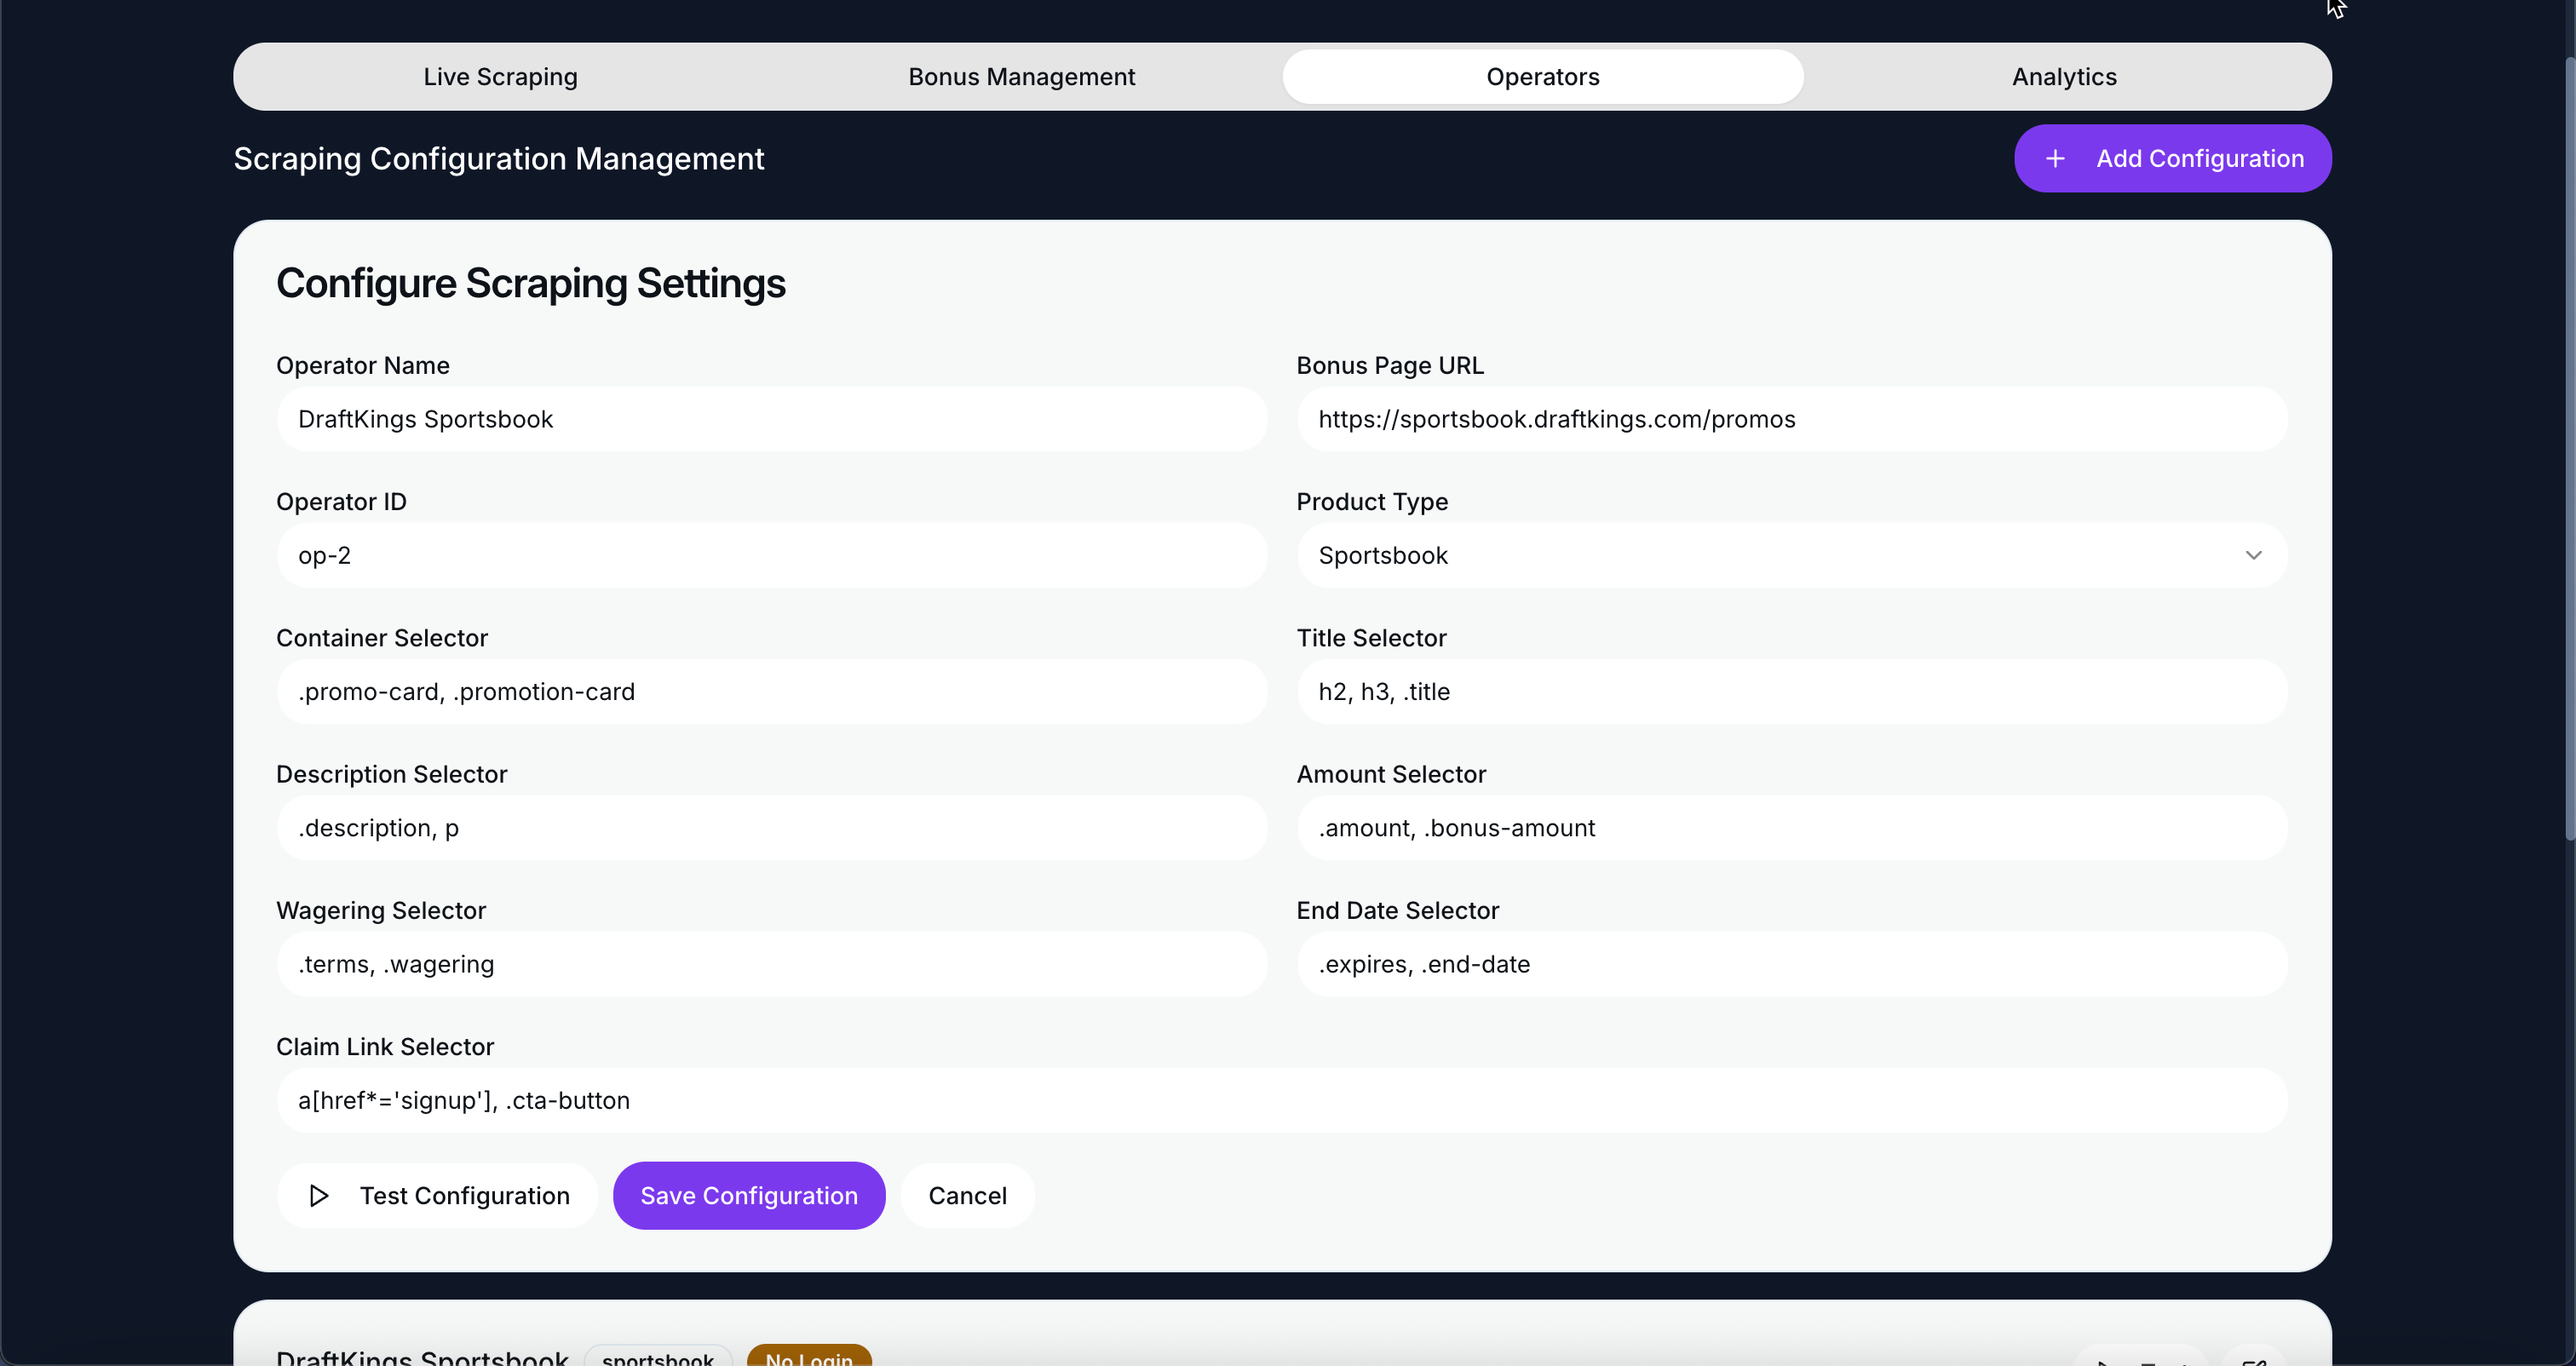 Live Scraping
Bonus Management
Operators
Analytics
Scraping Configuration Management
+ Add Configuration
Configure Scraping Settings
Operator Name
DraftKings Sportsbook
Bonus Page URL
https://sportsbook.draftkings.com/promos
Operator ID
op-2
Product Type
Sportsbook
Container Selector
.promo-card, .promotion-card
Title Selector
h2, h3, .title
Description Selector
.description, p
Amount Selector
.amount, .bonus-amount
Wagering Selector
.terms, .wagering
End Date Selector
.expires, .end-date
Claim Link Selector
a[href*='signup'], .cta-button
Test Configuration
Save Configuration
Cancel
DraftKings Sportsbook
sportsbook
No Login